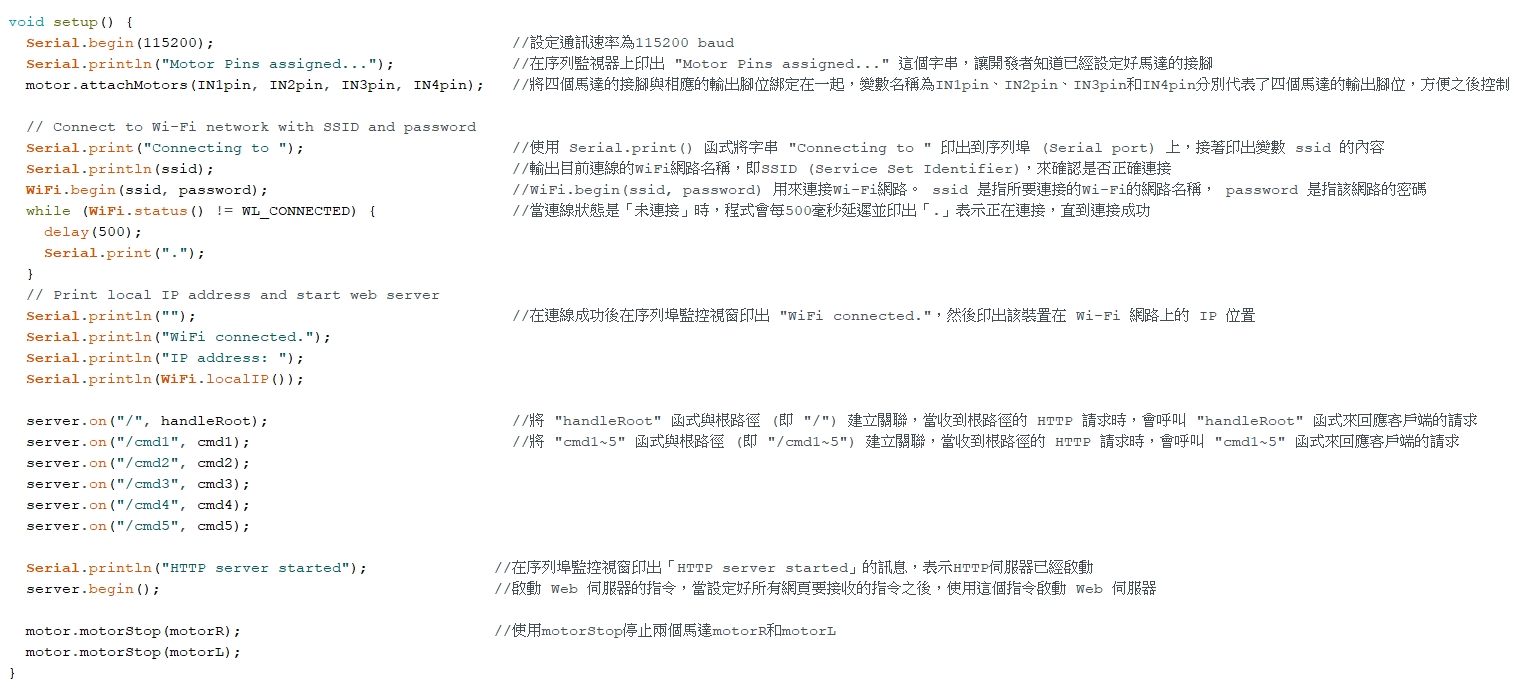 void setup() {
Serial.begin(115200); //設定通訊速率為115200 baud
Serial.println("Motor Pins assigned..."); //在序列監視器上印出 "Motor Pins assigned..." 這個字串，讓開發者知道已經設定好馬達的接腳
motor.attachMotors(IN1pin, IN2pin, IN3pin, IN4pin); //將四個馬達的接腳與相應的輸出腳位綁定在一起，變數名稱為IN1pin、IN2pin、IN3pin和IN4pin分別代表了四個馬達的輸出腳位，方便之後控制
// Connect to Wi-Fi network with SSID and password
Serial.print("Connecting to "); //使用 Serial.print() 函式將字串 "Connecting to " 印出到序列埠 (Serial port) 上，接著印出變數 ssid 的內容
Serial.println(ssid); //輸出目前連線的WiFi網路名稱，即SSID (Service Set Identifier)，來確認是否正確連接
WiFi.begin(ssid, password); //WiFi.begin(ssid, password) 用來連接Wi-Fi網路。 ssid 是指所要連接的Wi-Fi的網路名稱， password 是指該網路的密碼
while (WiFi.status() != WL_CONNECTED) { //當連線狀態是「未連接」時，程式會每500毫秒延遲並印出「.」表示正在連接，直到連接成功
delay(500);
Serial.print(".");
}
// Print local IP address and start web server
Serial.println(""); //在連線成功後在序列埠監控視窗印出 "WiFi connected."，然後印出該裝置在 Wi-Fi 網路上的 IP 位置
Serial.println("WiFi connected.");
Serial.println("IP address: ");
Serial.println(WiFi.localIP());
server.on("/", handleRoot); //將 "handleRoot" 函式與根路徑 (即 "/") 建立關聯，當收到根路徑的 HTTP 請求時，會呼叫 "handleRoot" 函式來回應客戶端的請求
server.on("/cmd1", cmd1); //將 "cmd1~5" 函式與根路徑 (即 "/cmd1~5") 建立關聯，當收到根路徑的 HTTP 請求時，會呼叫 "cmd1~5" 函式來回應客戶端的請求
server.on("/cmd2", cmd2);
server.on("/cmd3", cmd3);
server.on("/cmd4", cmd4);
server.on("/cmd5", cmd5);
Serial.println("HTTP server started"); //在序列埠監控視窗印出「HTTP server started」的訊息，表示HTTP伺服器已經啟動
server.begin(); //啟動 Web 伺服器的指令，當設定好所有網頁要接收的指令之後，使用這個指令啟動 Web 伺服器
motor.motorStop(motorR); //使用motorStop停止兩個馬達motorR和motorL
motor.motorStop(motorL);
}